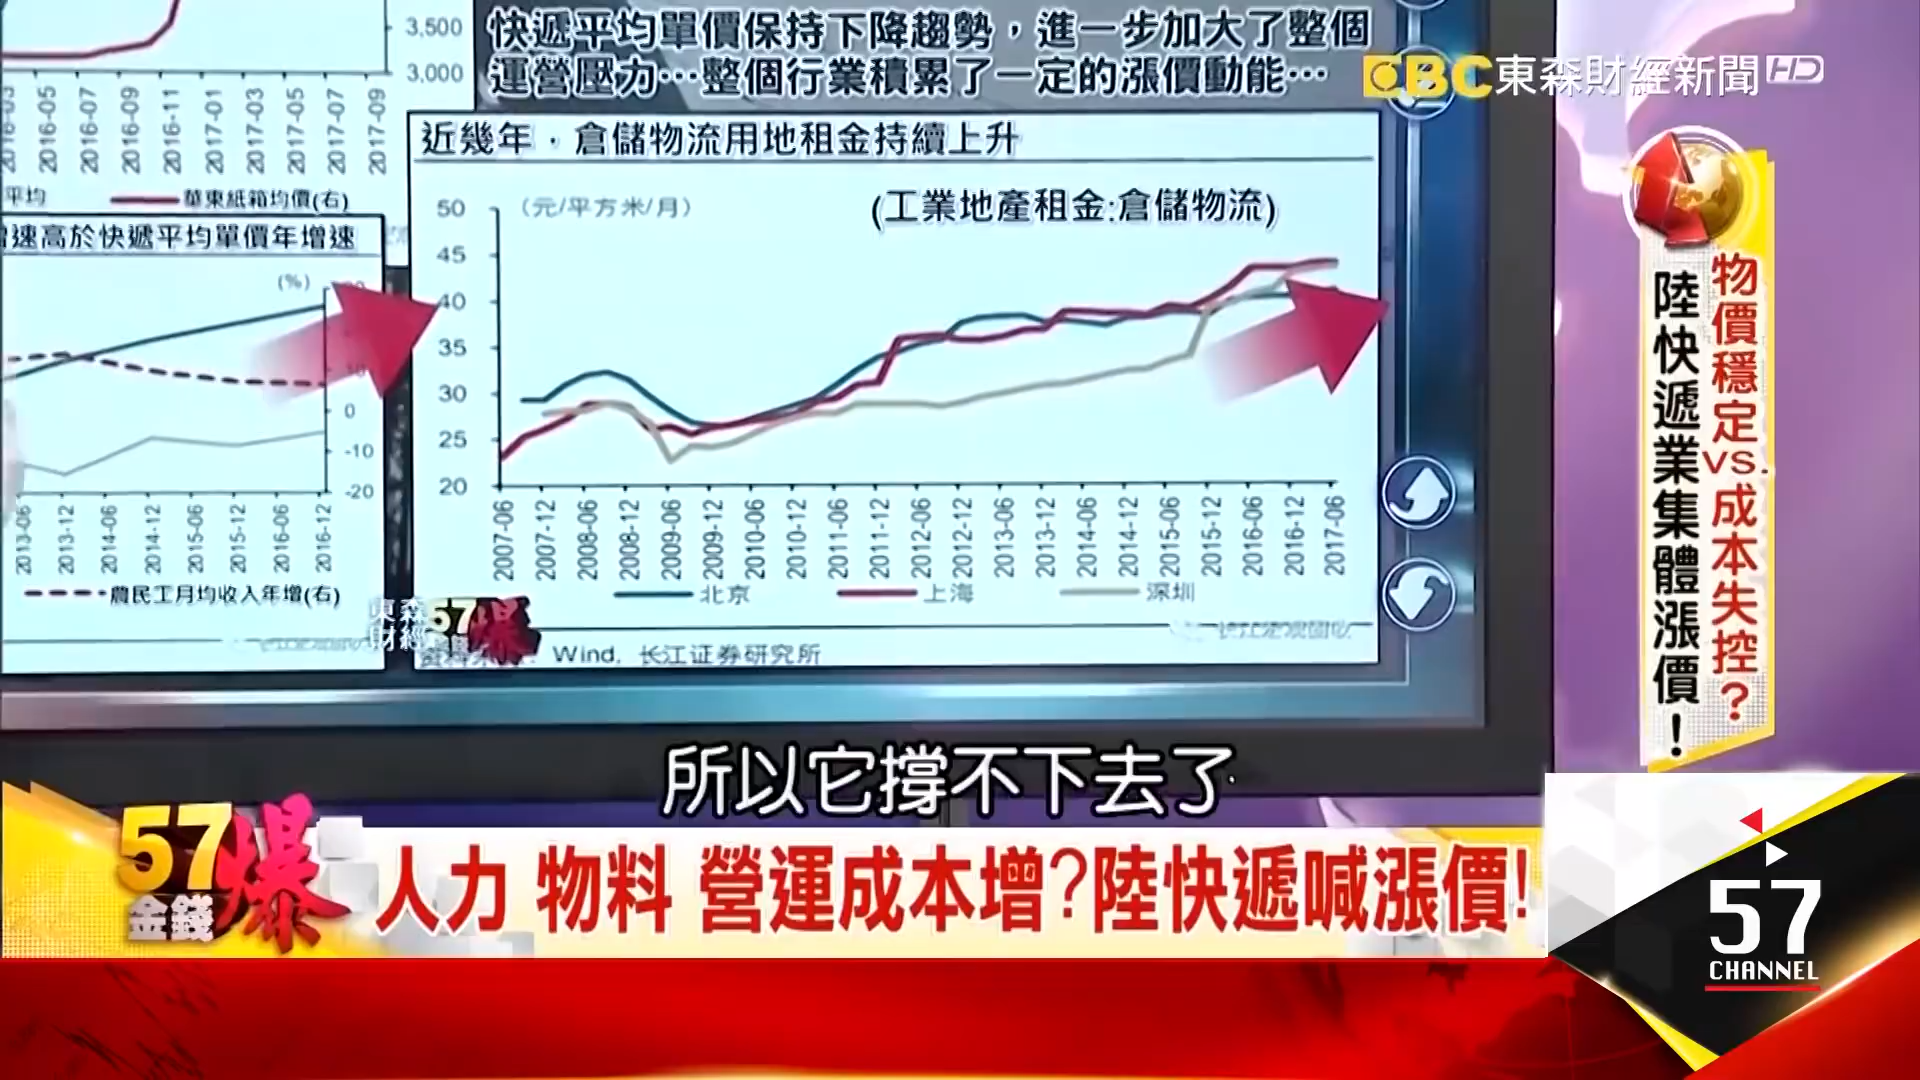 快遞平均單價保持下降趨勢，進一步加大了整個
運營壓力…整個行業積累了一定的漲價動能…
EBC東森財經新聞HD
3,500
3,000
2016-05
2016-07
2016-09
2016-11
2017-01
2017-03
2017-05
2017-07
2017-09
平均
華東紙箱均價(右)
增速高於快遞平均單價年增速
(%)
0
-10
-20
2013-06
2013-12
2014-06
2014-12
2015-06
2015-12
2016-06
2016-12
農民工月均收入年增(右)
近幾年，倉儲物流用地租金持續上升
(元/平方米/月)
(工業地產租金:倉儲物流)
50
45
40
35
30
25
20
2007-06
2007-12
2008-06
2008-12
2009-06
2009-12
2010-06
2010-12
2011-06
2011-12
2012-06
2012-12
2013-06
2013-12
2014-06
2014-12
2015-06
2015-12
2016-06
2016-12
2017-06
北京
上海
深圳
東森
財經
57
爆
Wind, 长江证券研究所
物價穩定vs.成本失控?
陸快遞業集體漲價!
所以它撐不下去了
57
金錢
爆
人力 物料 營運成本增?陸快遞喊漲價!
57
CHANNEL